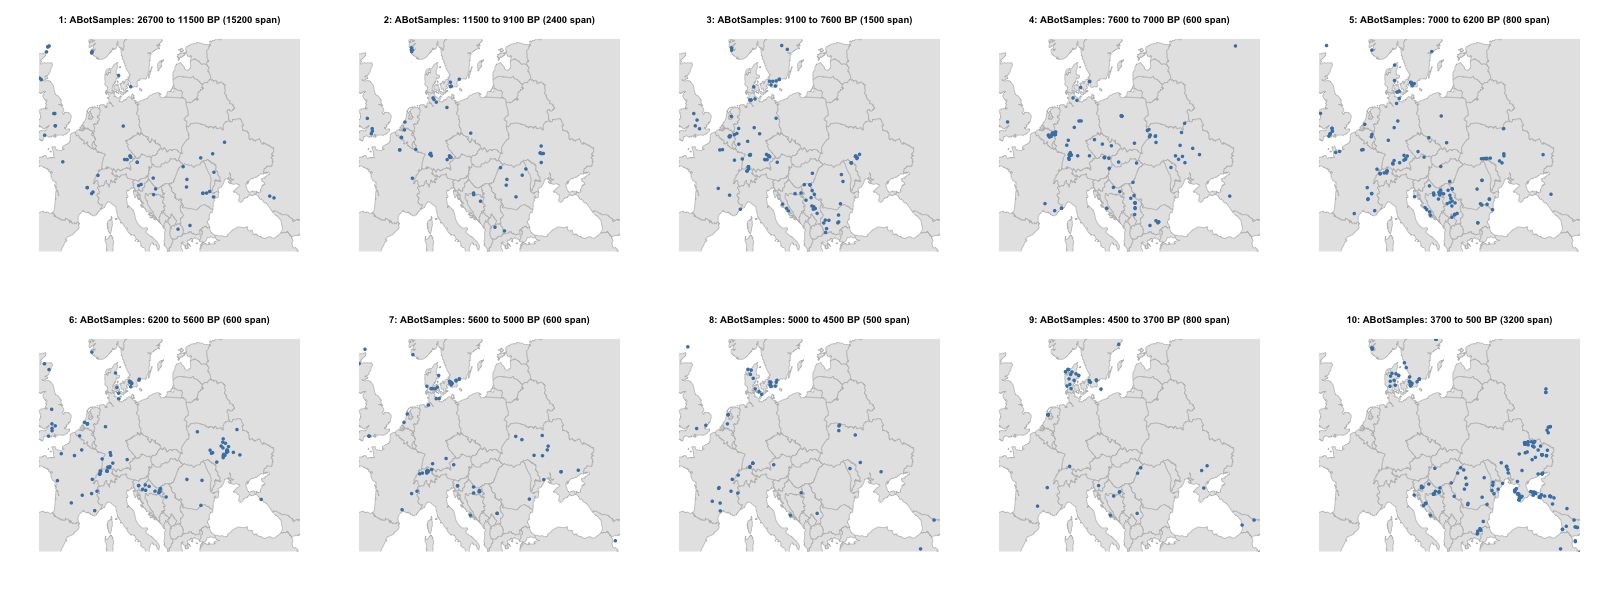 1: ABotSamples: 26700 to 11500 BP (15200 span)
2: ABotSamples: 11500 to 9100 BP (2400 span)
3: ABotSamples: 9100 to 7600 BP (1500 span)
4: ABotSamples: 7600 to 7000 BP (600 span)
5: ABotSamples: 7000 to 6200 BP (800 span)
6: ABotSamples: 6200 to 5600 BP (600 span)
7: ABotSamples: 5600 to 5000 BP (600 span)
8: ABotSamples: 5000 to 4500 BP (500 span)
9: ABotSamples: 4500 to 3700 BP (800 span)
10: ABotSamples: 3700 to 500 BP (3200 span)